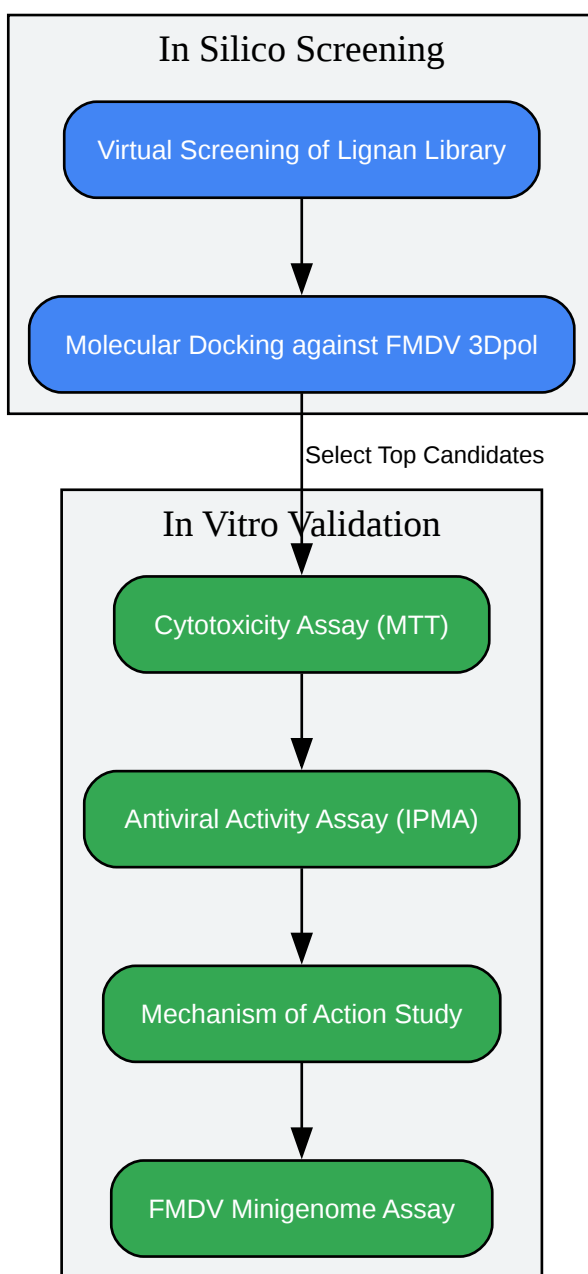 In Silico Screening
Virtual Screening of Lignan Library
Molecular Docking against FMDV 3Dpol
Select Top Candidates
In Vitro Validation
Cytotoxicity Assay (MTT)
Antiviral Activity Assay (IPMA)
Mechanism of Action Study
FMDV Minigenome Assay